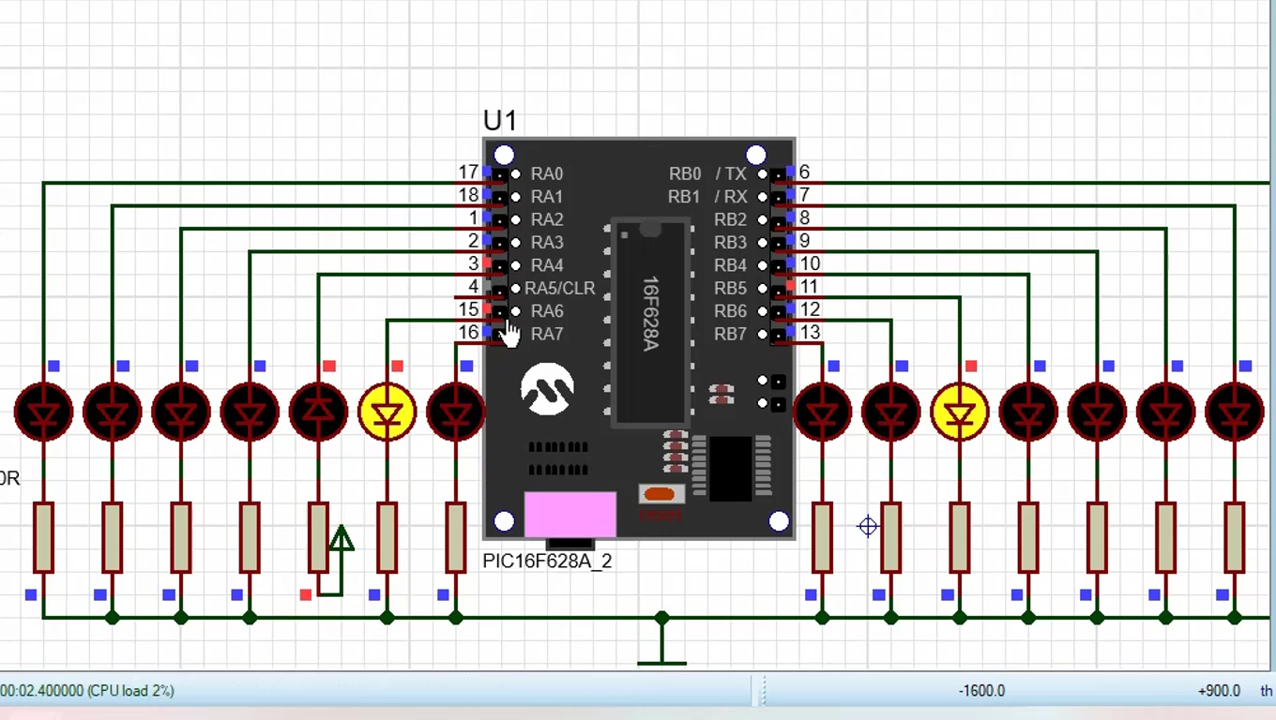 U1
17 RA0 RB0 / TX 6
18 RA1 RB1 / RX 7
1 RA2 RB2 8
2 RA3 RB3 9
3 RA4 RB4 10
4 RA5/CLR RB5 11
15 RA6 RB6 12
16 RA7 RB7 13
16F628A
0R
reset
PIC16F628A_2
00:02.400000 (CPU load 2%) -1600.0 +900.0 th